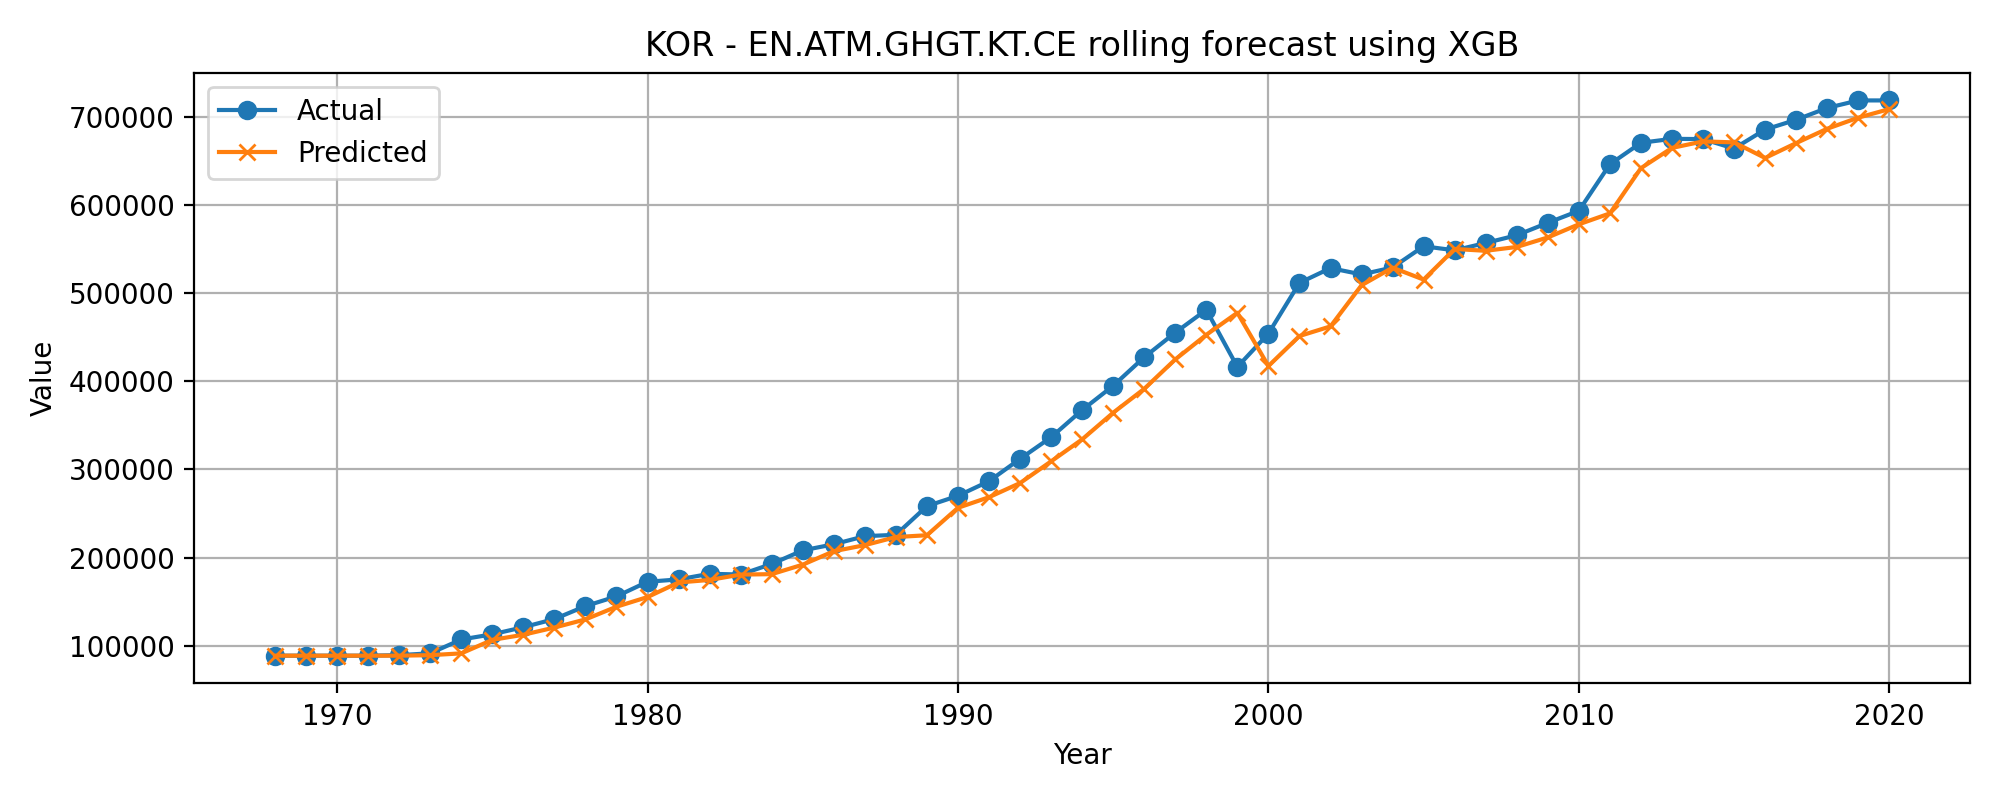 KOR - EN.ATM.GHGT.KT.CE rolling forecast using XGB
Actual
Predicted
700000
600000
500000
400000
300000
200000
100000
Value
1970 1980 1990 2000 2010 2020
Year